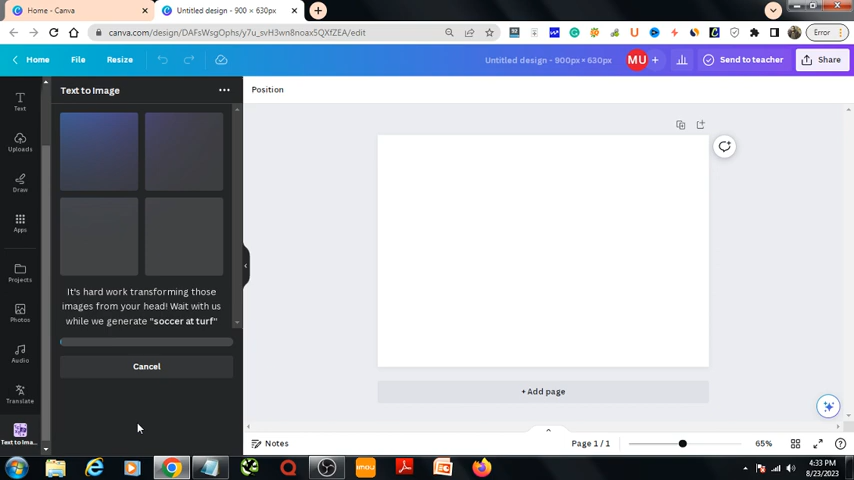 Home - Canva
Untitled design - 900 × 630px
canva.com/design/DAFsWsgOphs/y7u_svH3wn8noax5QXfZEA/edit
Error
Home
File
Resize
Untitled design - 900px × 630px
MU
+
Send to teacher
Share
Text
Uploads
Draw
Apps
Projects
Photos
Audio
Translate
Text to Ima...
Text to Image
It's hard work transforming those
images from your head! Wait with us
while we generate "soccer at turf"
Cancel
Position
+ Add page
Notes
Page 1 / 1
65%
4:33 PM
8/23/2023